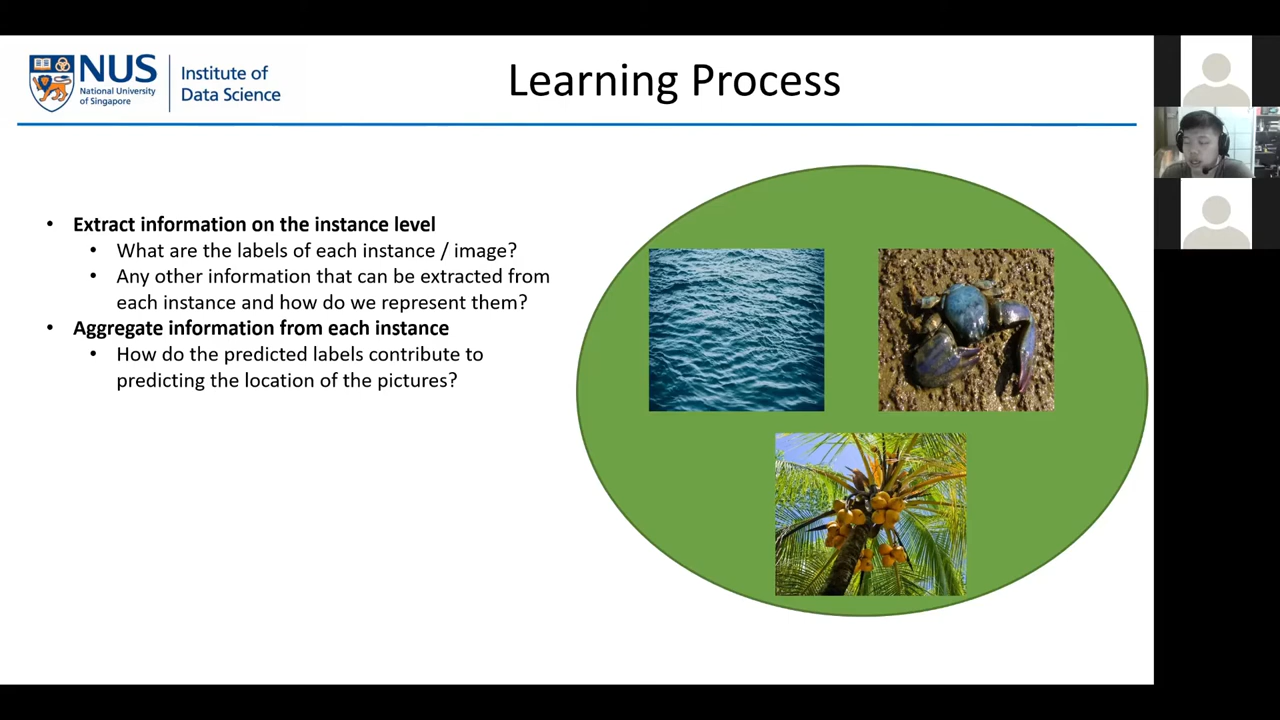 NUS
National University
of Singapore
Institute of
Data Science
Learning Process
• Extract information on the instance level
• What are the labels of each instance / image?
• Any other information that can be extracted from
each instance and how do we represent them?
• Aggregate information from each instance
• How do the predicted labels contribute to
predicting the location of the pictures?